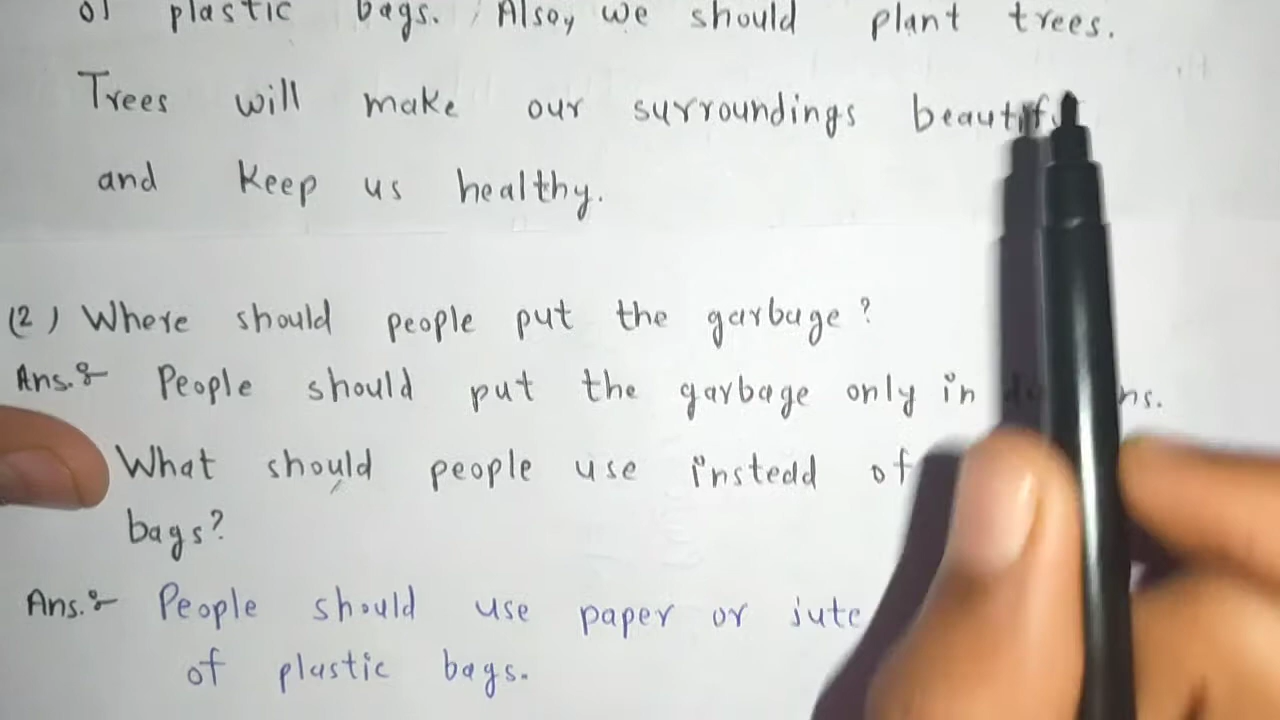 of plastic bags. Also, we should plant trees.
Trees will make our surroundings
and keep us healthy.
(2) Where should people put the garbage?
Ans.:- People should put the garbage only in
What should people use instead of
bags?
Ans.:- People should use paper or jute
of plastic bags.